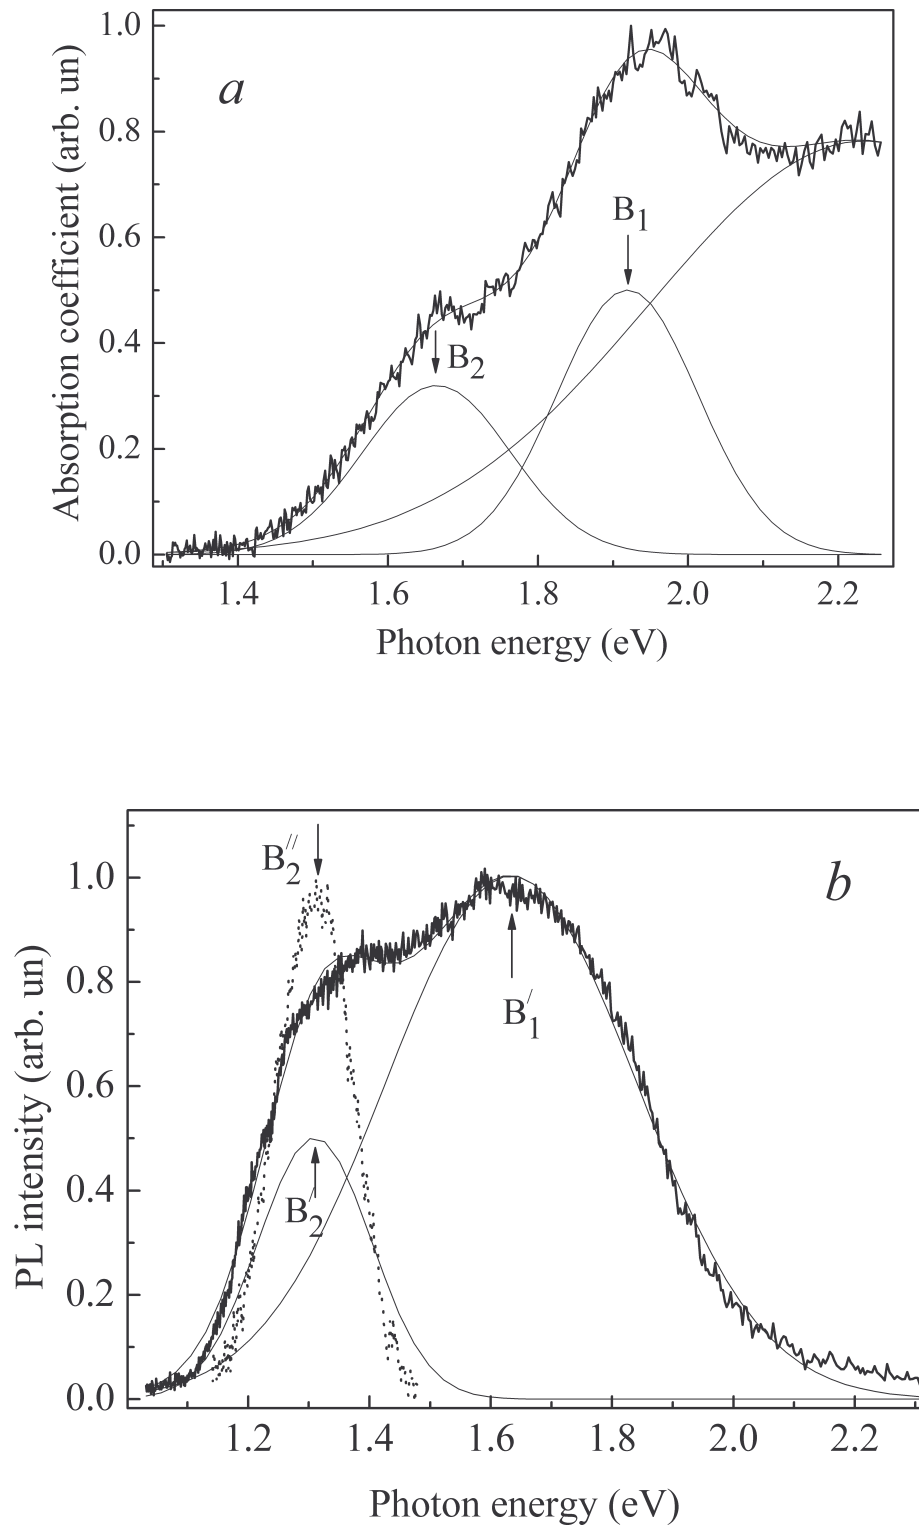 a
Absorption coefficient (arb. un)
1.0
0.8
0.6
0.4
0.2
0.0
B1
B2
1.4 1.6 1.8 2.0 2.2
Photon energy (eV)
b
PL intensity (arb. un)
1.0
0.8
0.6
0.4
0.2
0.0
B2//
B1/
B2/
1.2 1.4 1.6 1.8 2.0 2.2
Photon energy (eV)